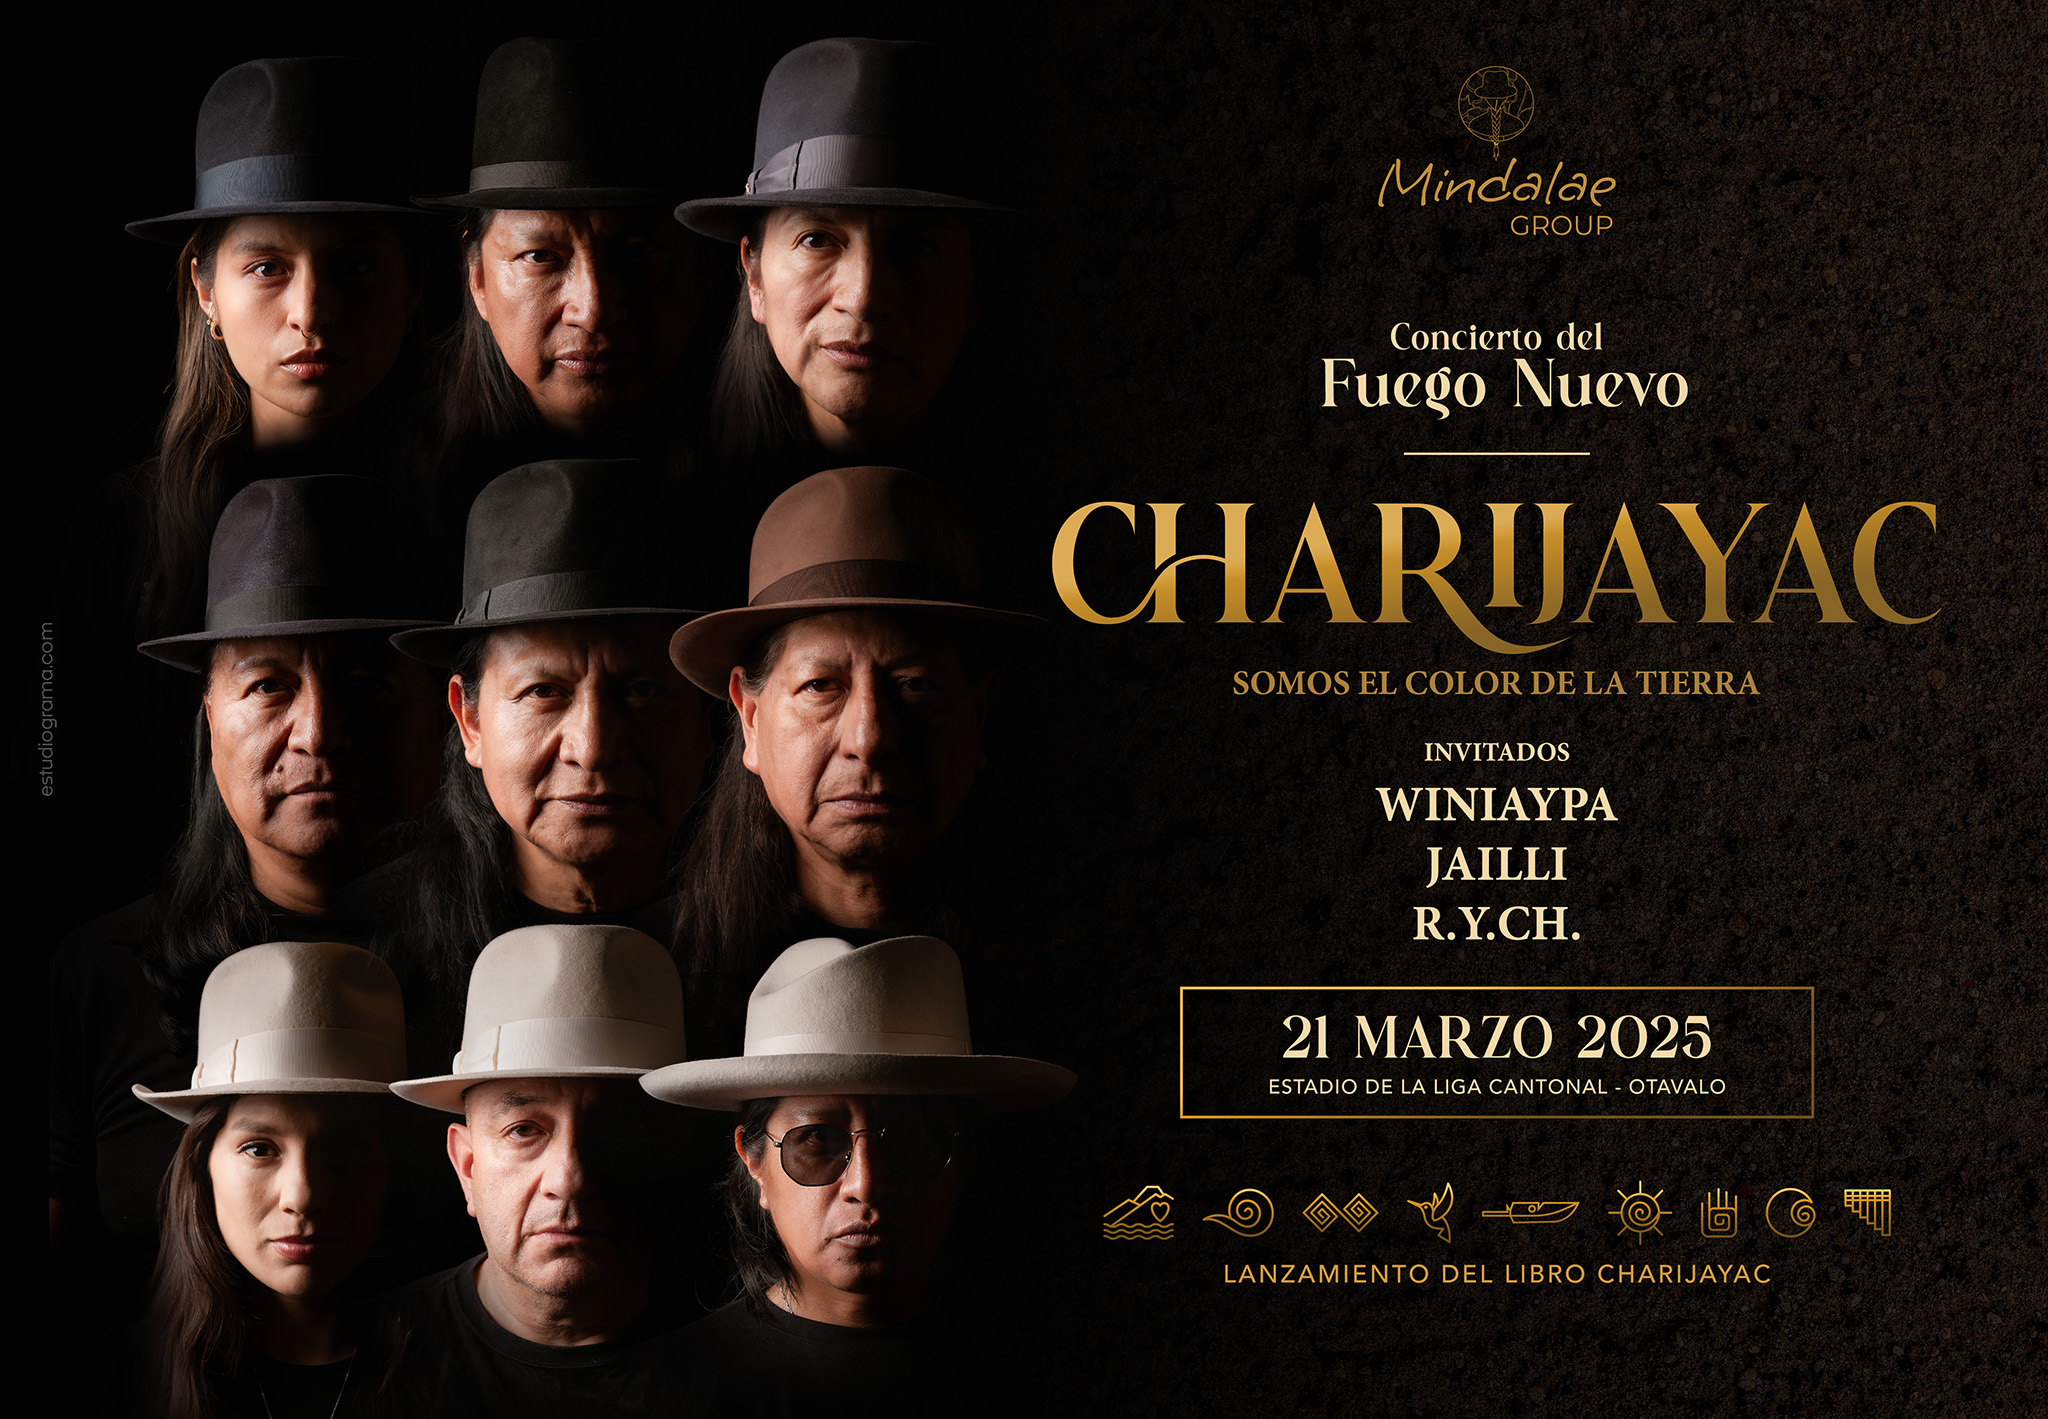 Mindalae
GROUP
Concierto del
Fuego Nuevo
CHARIJAYAC
SOMOS EL COLOR DE LA TIERRA
INVITADOS
WINIAYPA
JAILLI
R.Y.CH.
21 MARZO 2025
ESTADIO DE LA LIGA CANTONAL - OTAVALO
LANZAMIENTO DEL LIBRO CHARIJAYAC
estudiograma.com